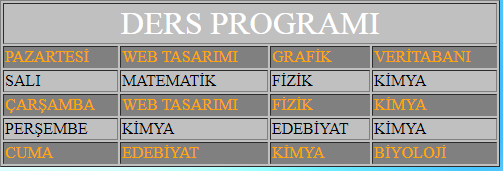 DERS PROGRAMI
PAZARTESİ WEB TASARIMI GRAFİK VERİTABANI
SALI MATEMATİK FİZİK KİMYA
ÇARŞAMBA WEB TASARIMI FİZİK KİMYA
PERŞEMBE KİMYA EDEBİYAT KİMYA
CUMA EDEBİYAT KİMYA BİYOLOJİ